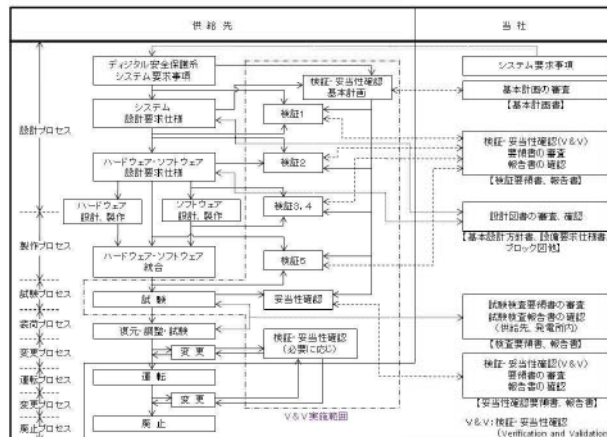 供給先
当社
ディジタル安全保護系
システム要求事項
システム要求事項
検証・妥当性確認
基本計画
基本計画の審査
【基本計画書】
システム
設計要求仕様
検証1
設計プロセス
検証・妥当性確認(V&V)
要領書の審査
報告書の確認
【検証要領書、報告書】
ハードウェア・ソフトウェア
設計要求仕様
検証2
ハードウェア
設計、製作
ソフトウェア
設計、製作
検証3,4
設計図書の審査、確認
【基本設計方針書、設備要求仕様書
ブロック図他】
製作プロセス
ハードウェア・ソフトウェア
統合
検証5
試験プロセス
試験
妥当性確認
試験検査要領書の審査
試験検査報告書の確認
(供給先、発電所内)
【検査要領書、報告書】
装荷プロセス
復元・調整・試験
検証・妥当性確認
(必要に応じ)
変更プロセス
変更
検証・妥当性確認(V&V)
要領書の審査
報告書の確認
【妥当性確認要領書、報告書】
運転プロセス
運転
変更プロセス
変更
V&V実施範囲
廃止プロセス
廃止
V&V:検証・妥当性確認
(Verification and Validation)